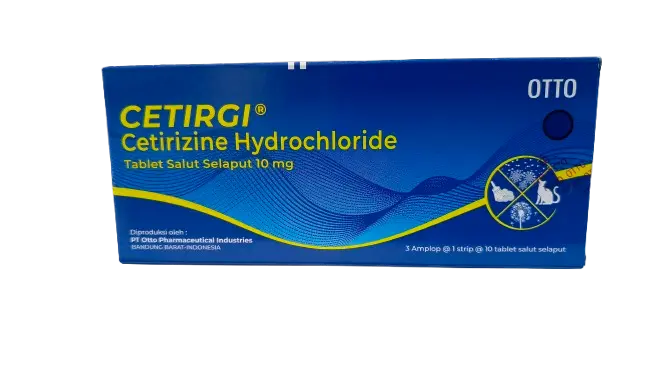 OTTO
CETIRGI®
Cetirizine Hydrochloride
Tablet Salut Selaput 10 mg
Diproduksi oleh :
PT Otto Pharmaceutical Industries
BANDUNG BARAT-INDONESIA
3 Amplop @ 1 strip @ 10 tablet salut selaput